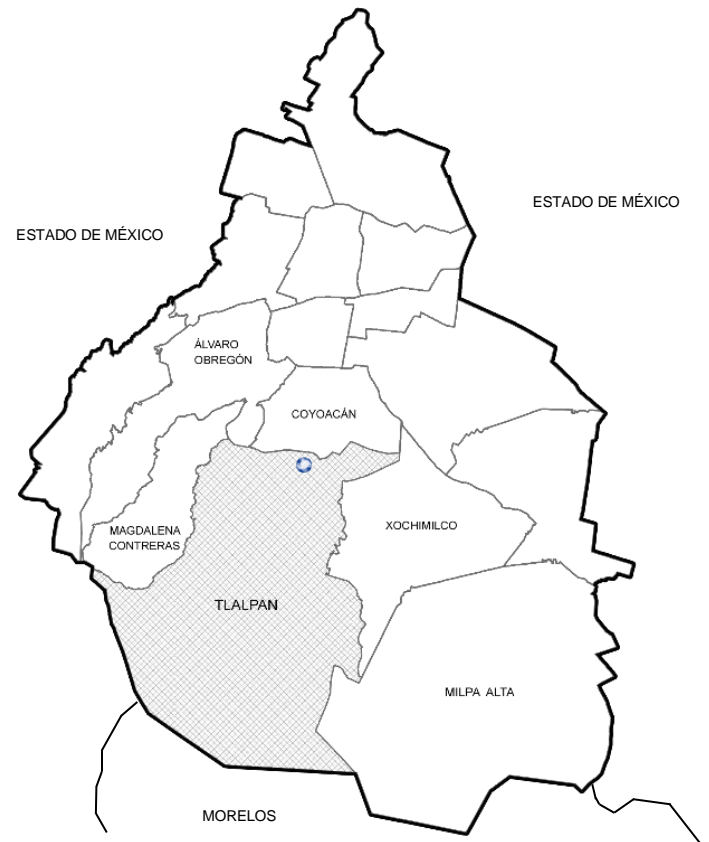 ESTADO DE MÉXICO
ESTADO DE MÉXICO
ÁLVARO
OBREGÓN
COYOACÁN
MAGDALENA
CONTRERAS
XOCHIMILCO
TLALPAN
MILPA ALTA
MORELOS